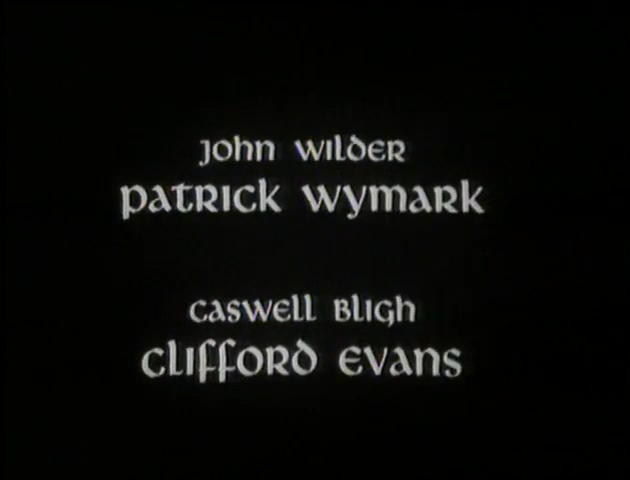 John Wilder
Patrick Wymark
Caswell Bligh
Clifford Evans